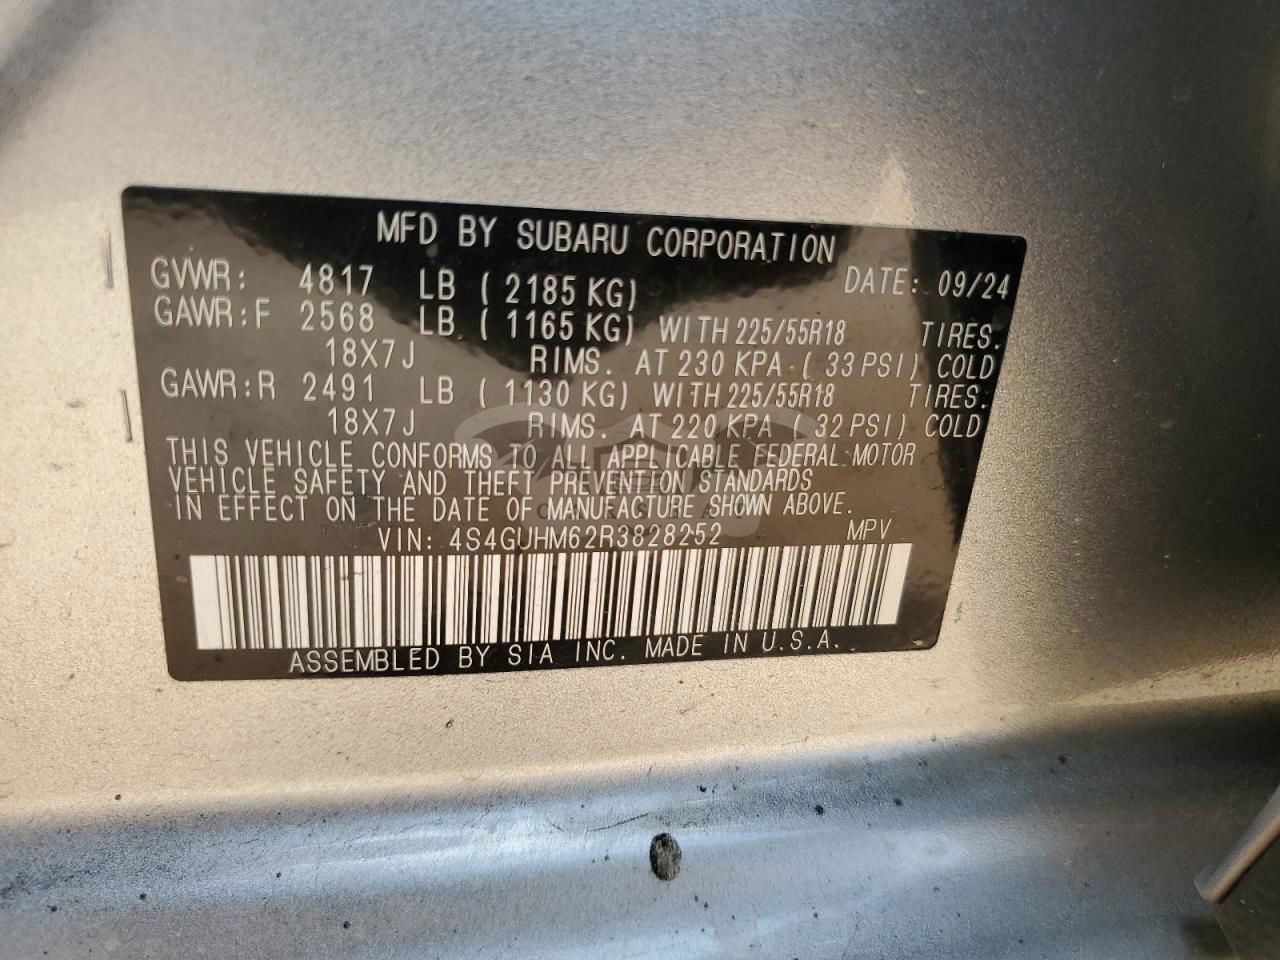 MFD BY SUBARU CORPORATION
GVWR: 4817 LB ( 2185 KG) DATE: 09/24
GAWR:F 2568 LB ( 1165 KG) WITH 225/55R18 TIRES.
18X7J RIMS. AT 230 KPA ( 33 PSI) COLD
GAWR:R 2491 LB ( 1130 KG) WITH 225/55R18 TIRES.
18X7J RIMS. AT 220 KPA ( 32 PSI) COLD
THIS VEHICLE CONFORMS TO ALL APPLICABLE FEDERAL MOTOR
VEHICLE SAFETY AND THEFT PREVENTION STANDARDS
IN EFFECT ON THE DATE OF MANUFACTURE SHOWN ABOVE.
VIN: 4S4GUHM62R3828252 MPV
ASSEMBLED BY SIA INC. MADE IN U.S.A.